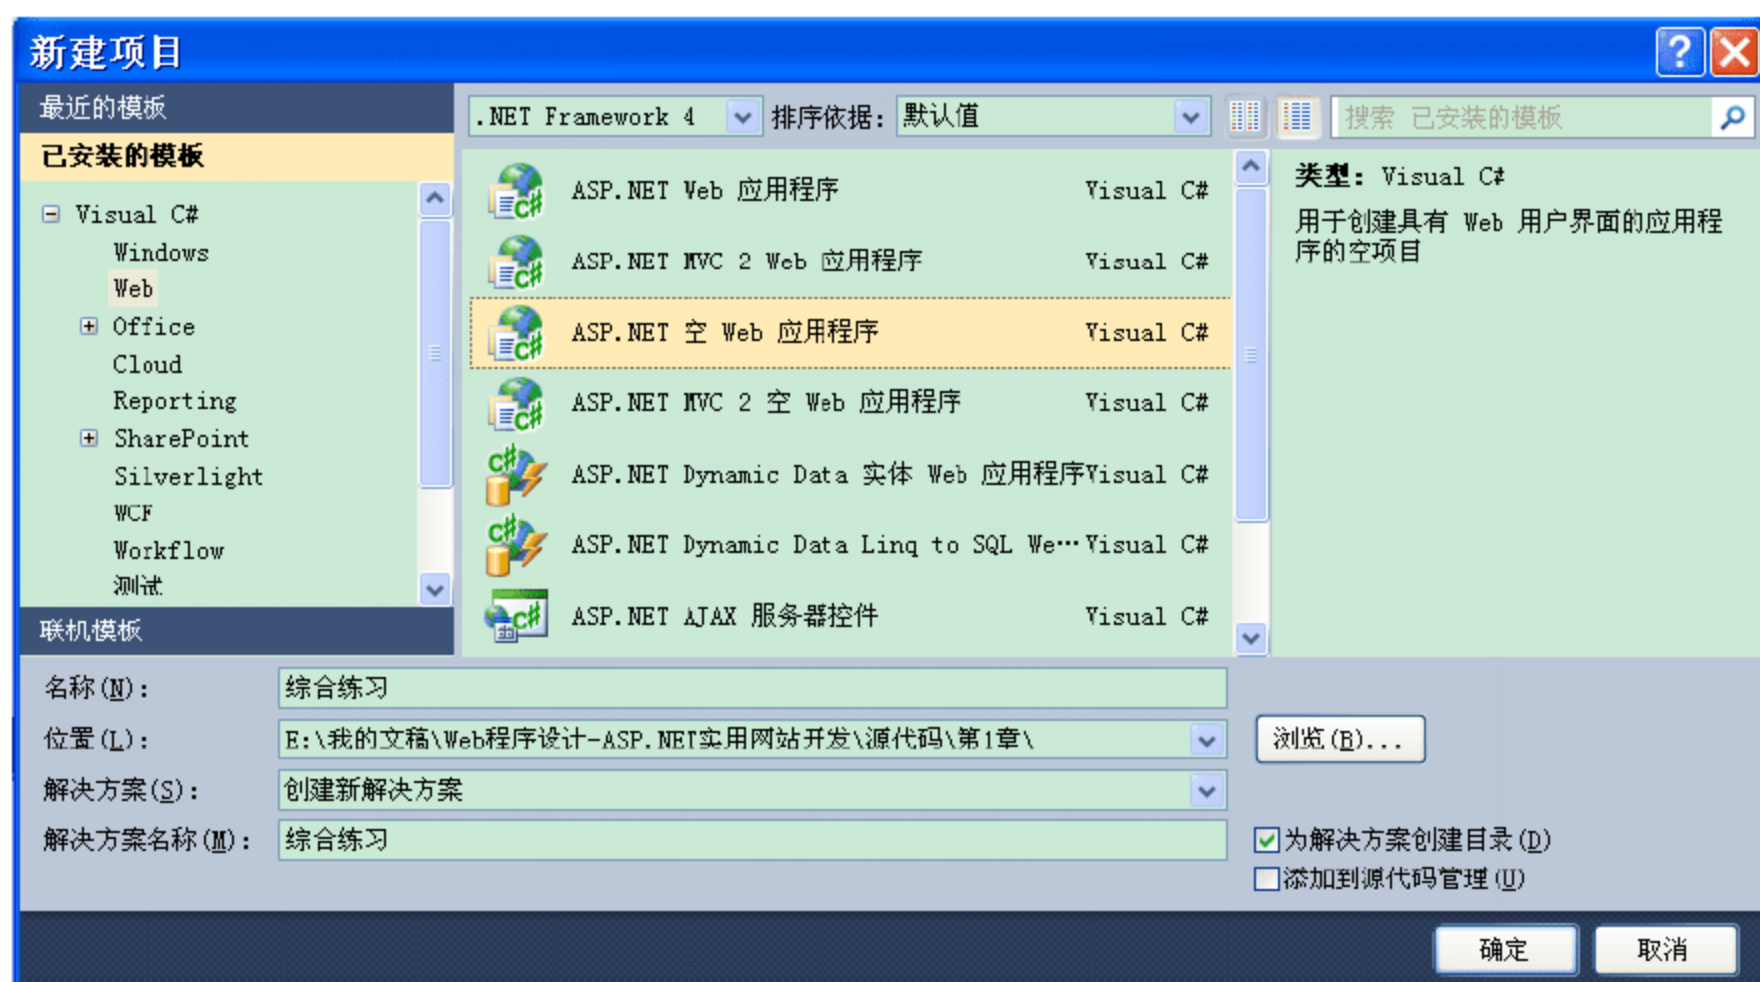 新建项目
最近的模板
.NET Framework 4
排序依据:
默认值
搜索 已安装的模板
已安装的模板
Visual C#
Windows
Web
Office
Cloud
Reporting
SharePoint
Silverlight
WCF
Workflow
测试
联机模板
ASP.NET Web 应用程序 Visual C#
ASP.NET MVC 2 Web 应用程序 Visual C#
ASP.NET 空 Web 应用程序 Visual C#
ASP.NET MVC 2 空 Web 应用程序 Visual C#
ASP.NET Dynamic Data 实体 Web 应用程序 Visual C#
ASP.NET Dynamic Data Linq to SQL We… Visual C#
ASP.NET AJAX 服务器控件 Visual C#
类型: Visual C#
用于创建具有 Web 用户界面的应用程
序的空项目
名称(N): 综合练习
位置(L): E:\我的文稿\Web程序设计-ASP.NET实用网站开发\源代码\第1章\
浏览(B)...
解决方案(S): 创建新解决方案
解决方案名称(M): 综合练习
为解决方案创建目录(D)
添加到源代码管理(U)
确定
取消